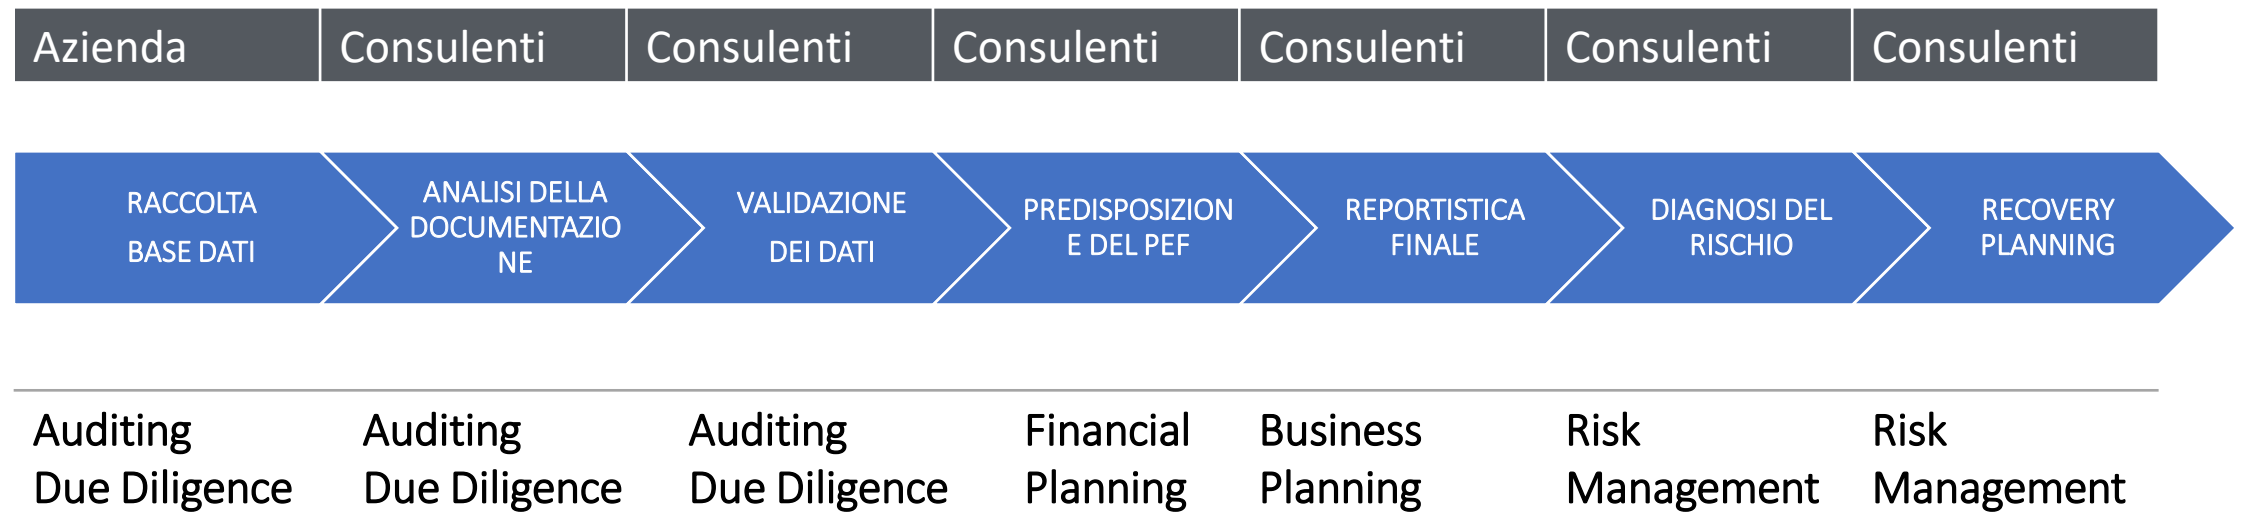 Azienda
Consulenti
Consulenti
Consulenti
Consulenti
Consulenti
Consulenti
RACCOLTA
BASE DATI
ANALISI DELLA
DOCUMENTAZIO
NE
VALIDAZIONE
DEI DATI
PREDISPOSIZION
E DEL PEF
REPORTISTICA
FINALE
DIAGNOSI DEL
RISCHIO
RECOVERY
PLANNING
Auditing
Due Diligence
Auditing
Due Diligence
Auditing
Due Diligence
Financial
Planning
Business
Planning
Risk
Management
Risk
Management